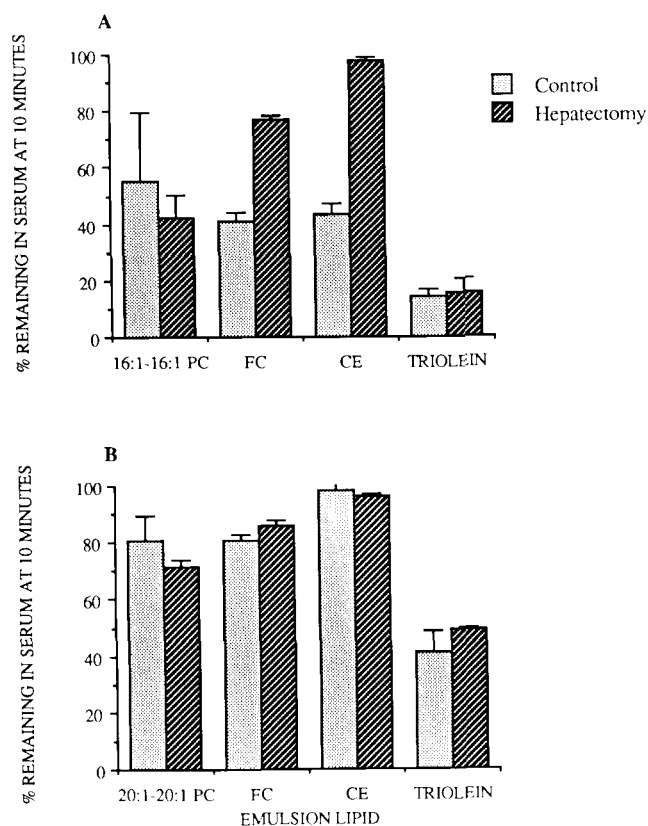 A
% REMAINING IN SERUM AT 10 MINUTES
100
80
60
40
20
0
16:1-16:1 PC FC CE TRIOLEIN
Control
Hepatectomy
B
% REMAINING IN SERUM AT 10 MINUTES
100
80
60
40
20
0
20:1-20:1 PC FC CE TRIOLEIN
EMULSION LIPID